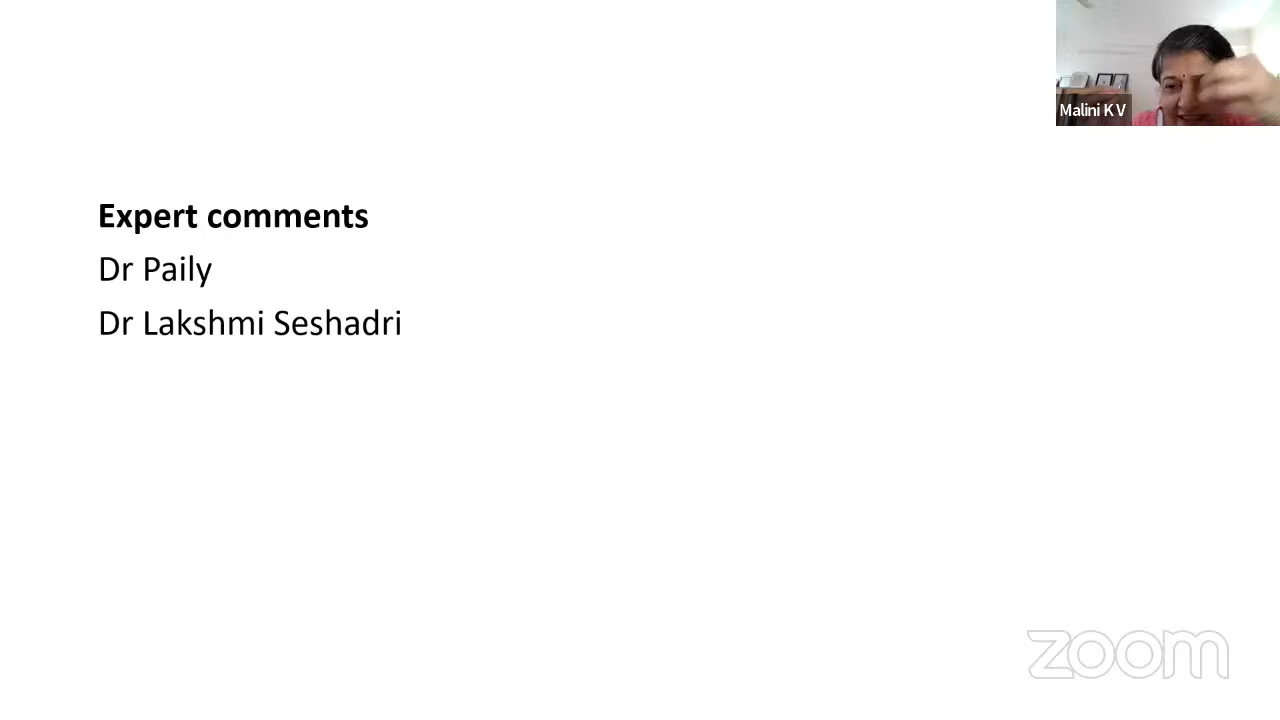 Malini K V
Expert comments
Dr Paily
Dr Lakshmi Seshadri
zoom